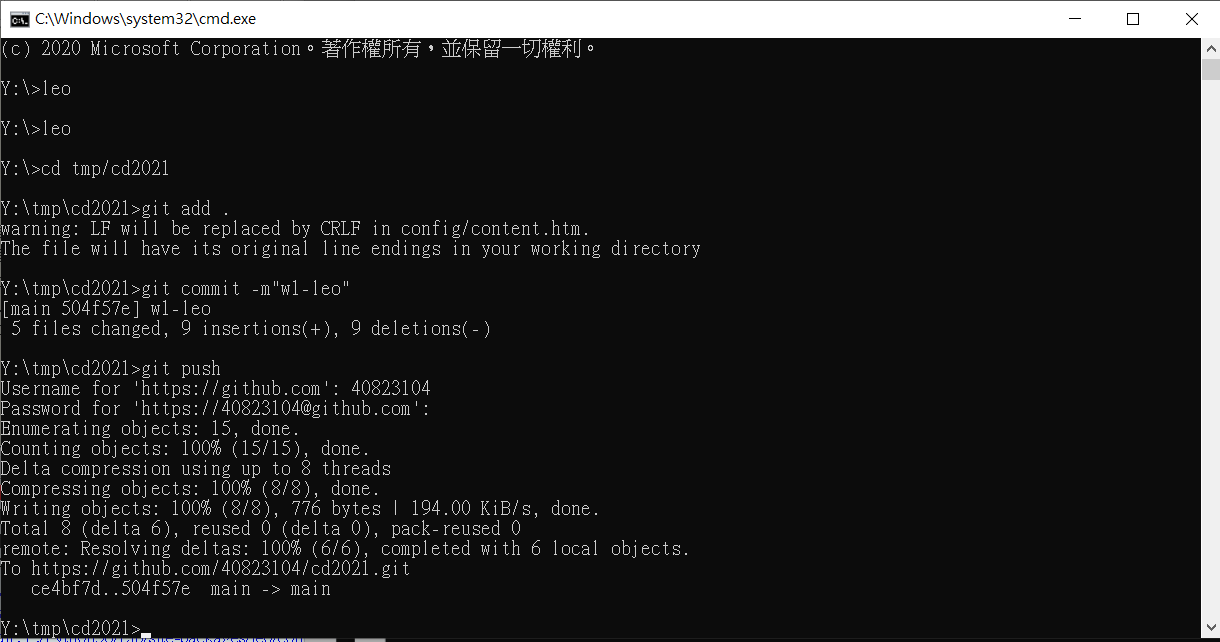 C:\Windows\system32\cmd.exe
(c) 2020 Microsoft Corporation。著作權所有，並保留一切權利。
Y:\>leo
Y:\>leo
Y:\>cd tmp/cd2021
Y:\tmp\cd2021>git add .
warning: LF will be replaced by CRLF in config/content.htm.
The file will have its original line endings in your working directory
Y:\tmp\cd2021>git commit -m"w1-leo"
[main 504f57e] w1-leo
5 files changed, 9 insertions(+), 9 deletions(-)
Y:\tmp\cd2021>git push
Username for 'https://github.com': 40823104
Password for 'https://40823104@github.com':
Enumerating objects: 15, done.
Counting objects: 100% (15/15), done.
Delta compression using up to 8 threads
Compressing objects: 100% (8/8), done.
Writing objects: 100% (8/8), 776 bytes | 194.00 KiB/s, done.
Total 8 (delta 6), reused 0 (delta 0), pack-reused 0
remote: Resolving deltas: 100% (6/6), completed with 6 local objects.
To https://github.com/40823104/cd2021.git
ce4bf7d..504f57e  main -> main
Y:\tmp\cd2021>